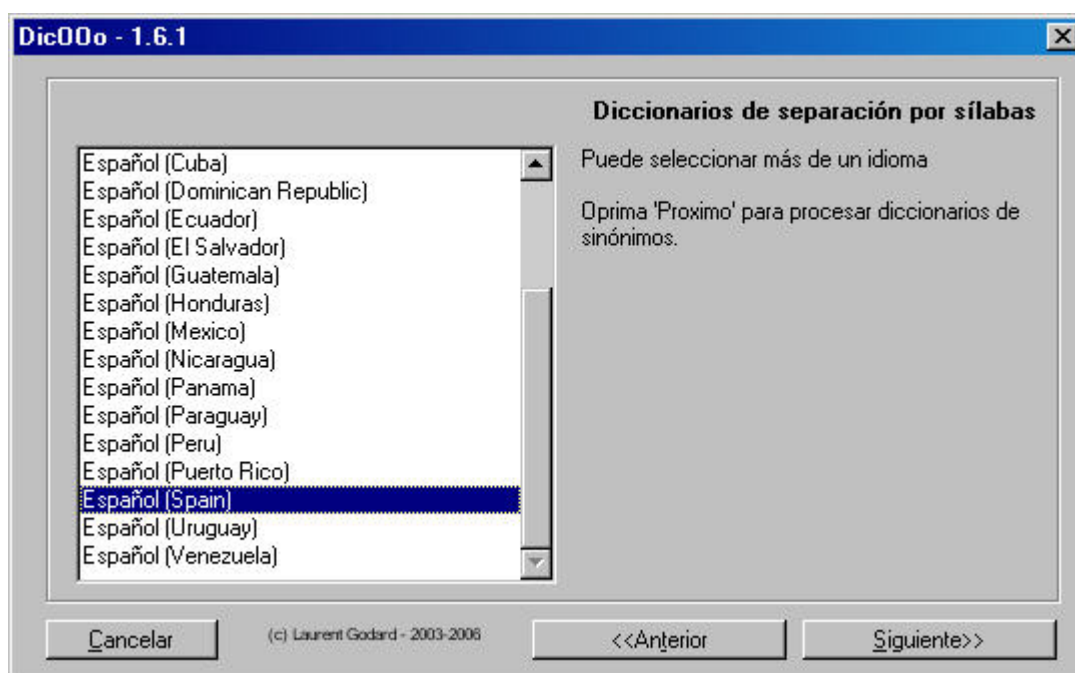 DicOOo - 1.6.1
Diccionarios de separación por sílabas
Español (Cuba)
Español (Dominican Republic)
Español (Ecuador)
Español (El Salvador)
Español (Guatemala)
Español (Honduras)
Español (Mexico)
Español (Nicaragua)
Español (Panama)
Español (Paraguay)
Español (Peru)
Español (Puerto Rico)
Español (Spain)
Español (Uruguay)
Español (Venezuela)
Puede seleccionar más de un idioma
Oprima 'Proximo' para procesar diccionarios de
sinónimos.
Cancelar
(c) Laurent Godard - 2003-2006
<<Anterior
Siguiente>>